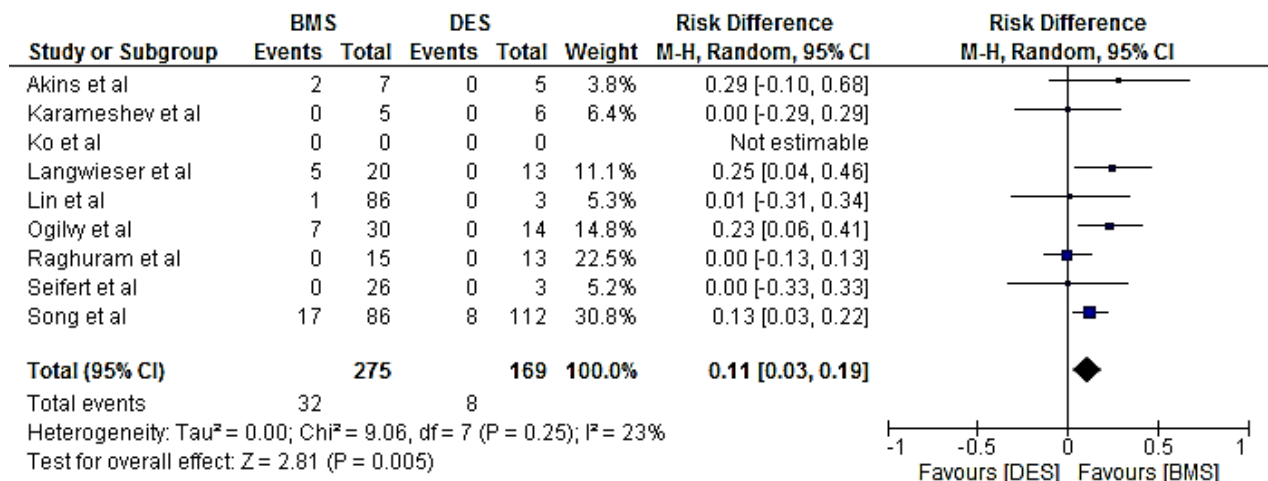 BMS DES Risk Difference Risk Difference
Study or Subgroup Events Total Events Total Weight M-H, Random, 95% CI M-H, Random, 95% CI
Akins et al 2 7 0 5 3.8% 0.29 [-0.10, 0.68]
Karameshev et al 0 5 0 6 6.4% 0.00 [-0.29, 0.29]
Ko et al 0 0 0 0 Not estimable
Langwieser et al 5 20 0 13 11.1% 0.25 [0.04, 0.46]
Lin et al 1 86 0 3 5.3% 0.01 [-0.31, 0.34]
Ogilvy et al 7 30 0 14 14.8% 0.23 [0.06, 0.41]
Raghuram et al 0 15 0 13 22.5% 0.00 [-0.13, 0.13]
Seifert et al 0 26 0 3 5.2% 0.00 [-0.33, 0.33]
Song et al 17 86 8 112 30.8% 0.13 [0.03, 0.22]
Total (95% CI) 275 169 100.0% 0.11 [0.03, 0.19]
Total events 32 8
Heterogeneity: Tau² = 0.00; Chi² = 9.06, df = 7 (P = 0.25); I² = 23%
Test for overall effect: Z = 2.81 (P = 0.005)
-1 -0.5 0 0.5 1
Favours [DES] Favours [BMS]